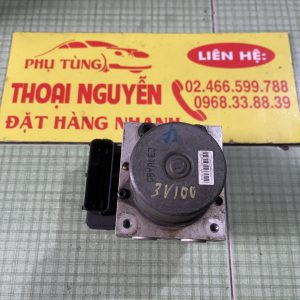 PHỤ TÙNG
LIÊN HỆ:
THOẠI NGUYỄN
02.466.599.788
0968.33.88.39
ĐẶT HÀNG NHANH
3V100